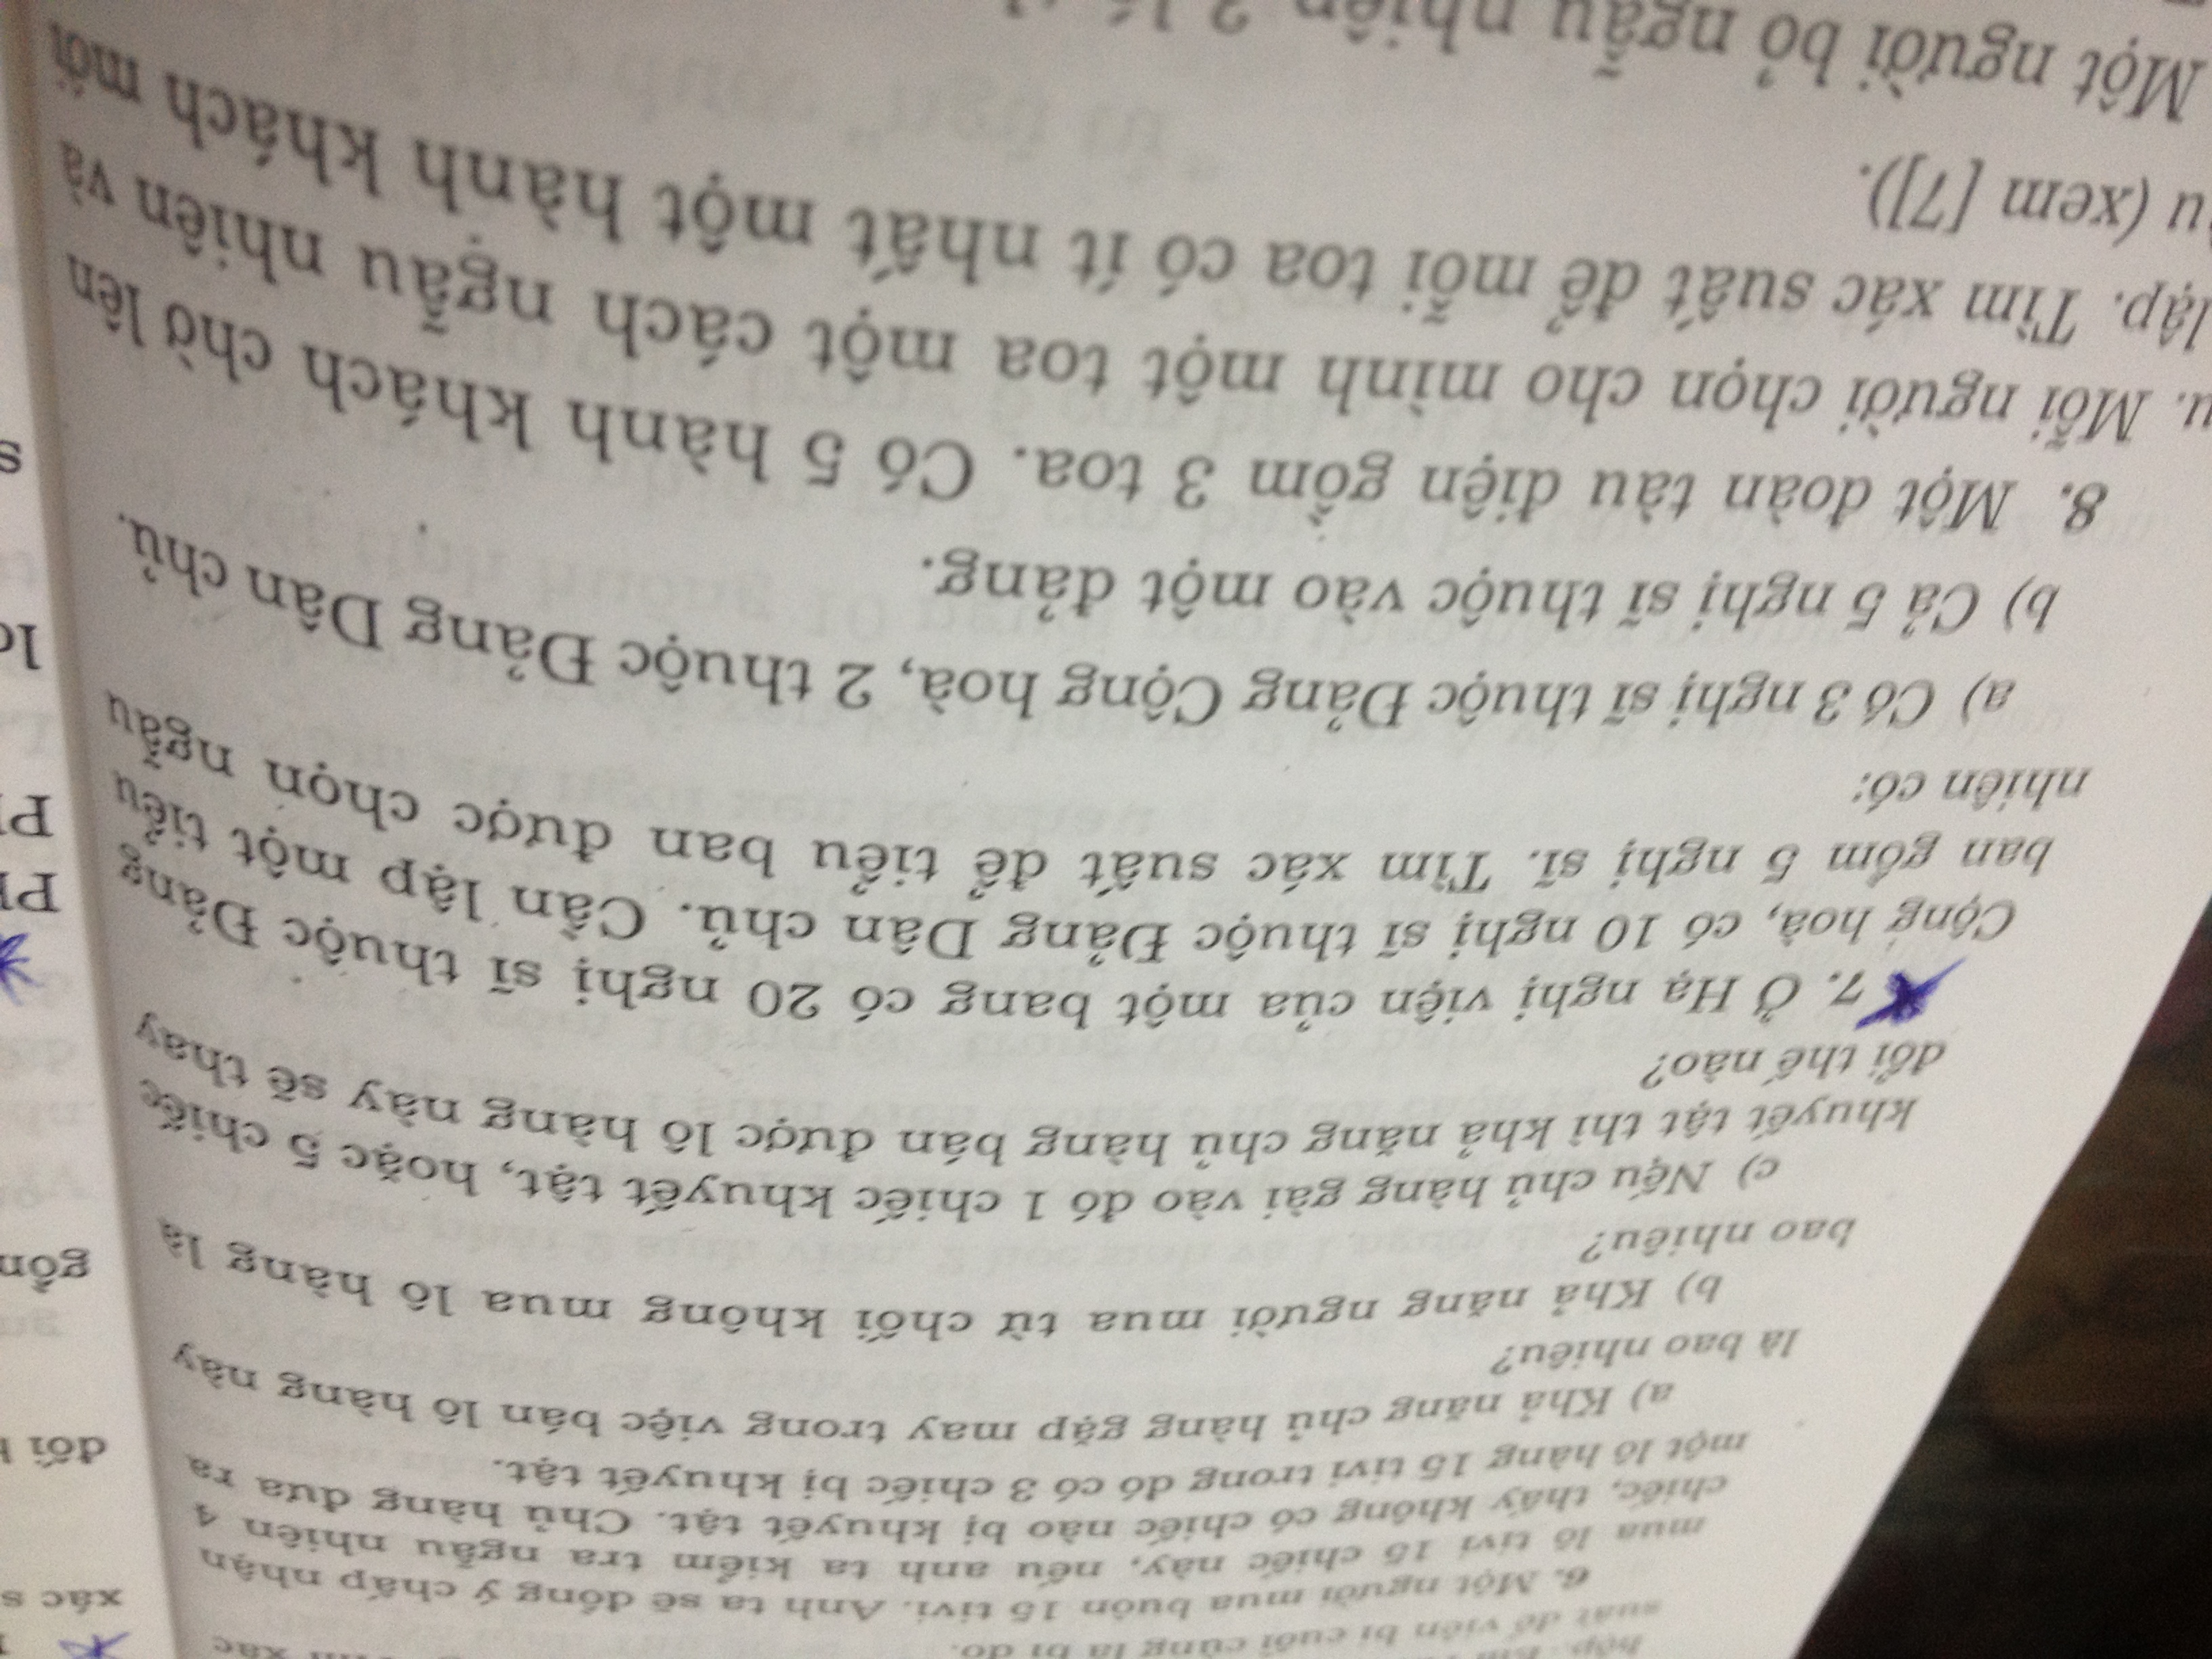 suất để viên bi cuối cùng là bi đỏ.
6. Một người mua buôn 15 tivi. Anh ta sẽ đồng ý chấp nhận
mua lô tivi 15 chiếc này, nếu anh ta kiểm tra ngẫu nhiên 4
chiếc, thấy không có chiếc nào bị khuyết tật. Chủ hàng đưa ra
một lô hàng 15 tivi trong đó có 3 chiếc bị khuyết tật.
a) Khả năng chủ hàng gặp may trong việc bán lô hàng này
là bao nhiêu?
b) Khả năng người mua từ chối không mua lô hàng là
bao nhiêu?
c) Nếu chủ hàng gài vào đó 1 chiếc khuyết tật, hoặc 5 chiếc
khuyết tật thì khả năng chủ hàng bán được lô hàng này sẽ thay
đổi thế nào?
7. Ở Hạ nghị viện của một bang có 20 nghị sĩ thuộc Đảng
Cộng hoà, có 10 nghị sĩ thuộc Đảng Dân chủ. Cần lập một tiểu
ban gồm 5 nghị sĩ. Tìm xác suất để tiểu ban được chọn ngẫu
nhiên có:
a) Có 3 nghị sĩ thuộc Đảng Cộng hoà, 2 thuộc Đảng Dân chủ.
b) Cả 5 nghị sĩ thuộc vào một đảng.
8. Một đoàn tàu điện gồm 3 toa. Có 5 hành khách chờ lên
u. Mỗi người chọn cho mình một toa một cách ngẫu nhiên và
lập. Tìm xác suất để mỗi toa có ít nhất một hành khách mới
u (xem [7]).
Một người bỏ ngẫu nhiên 3
xác s
đối
gồm